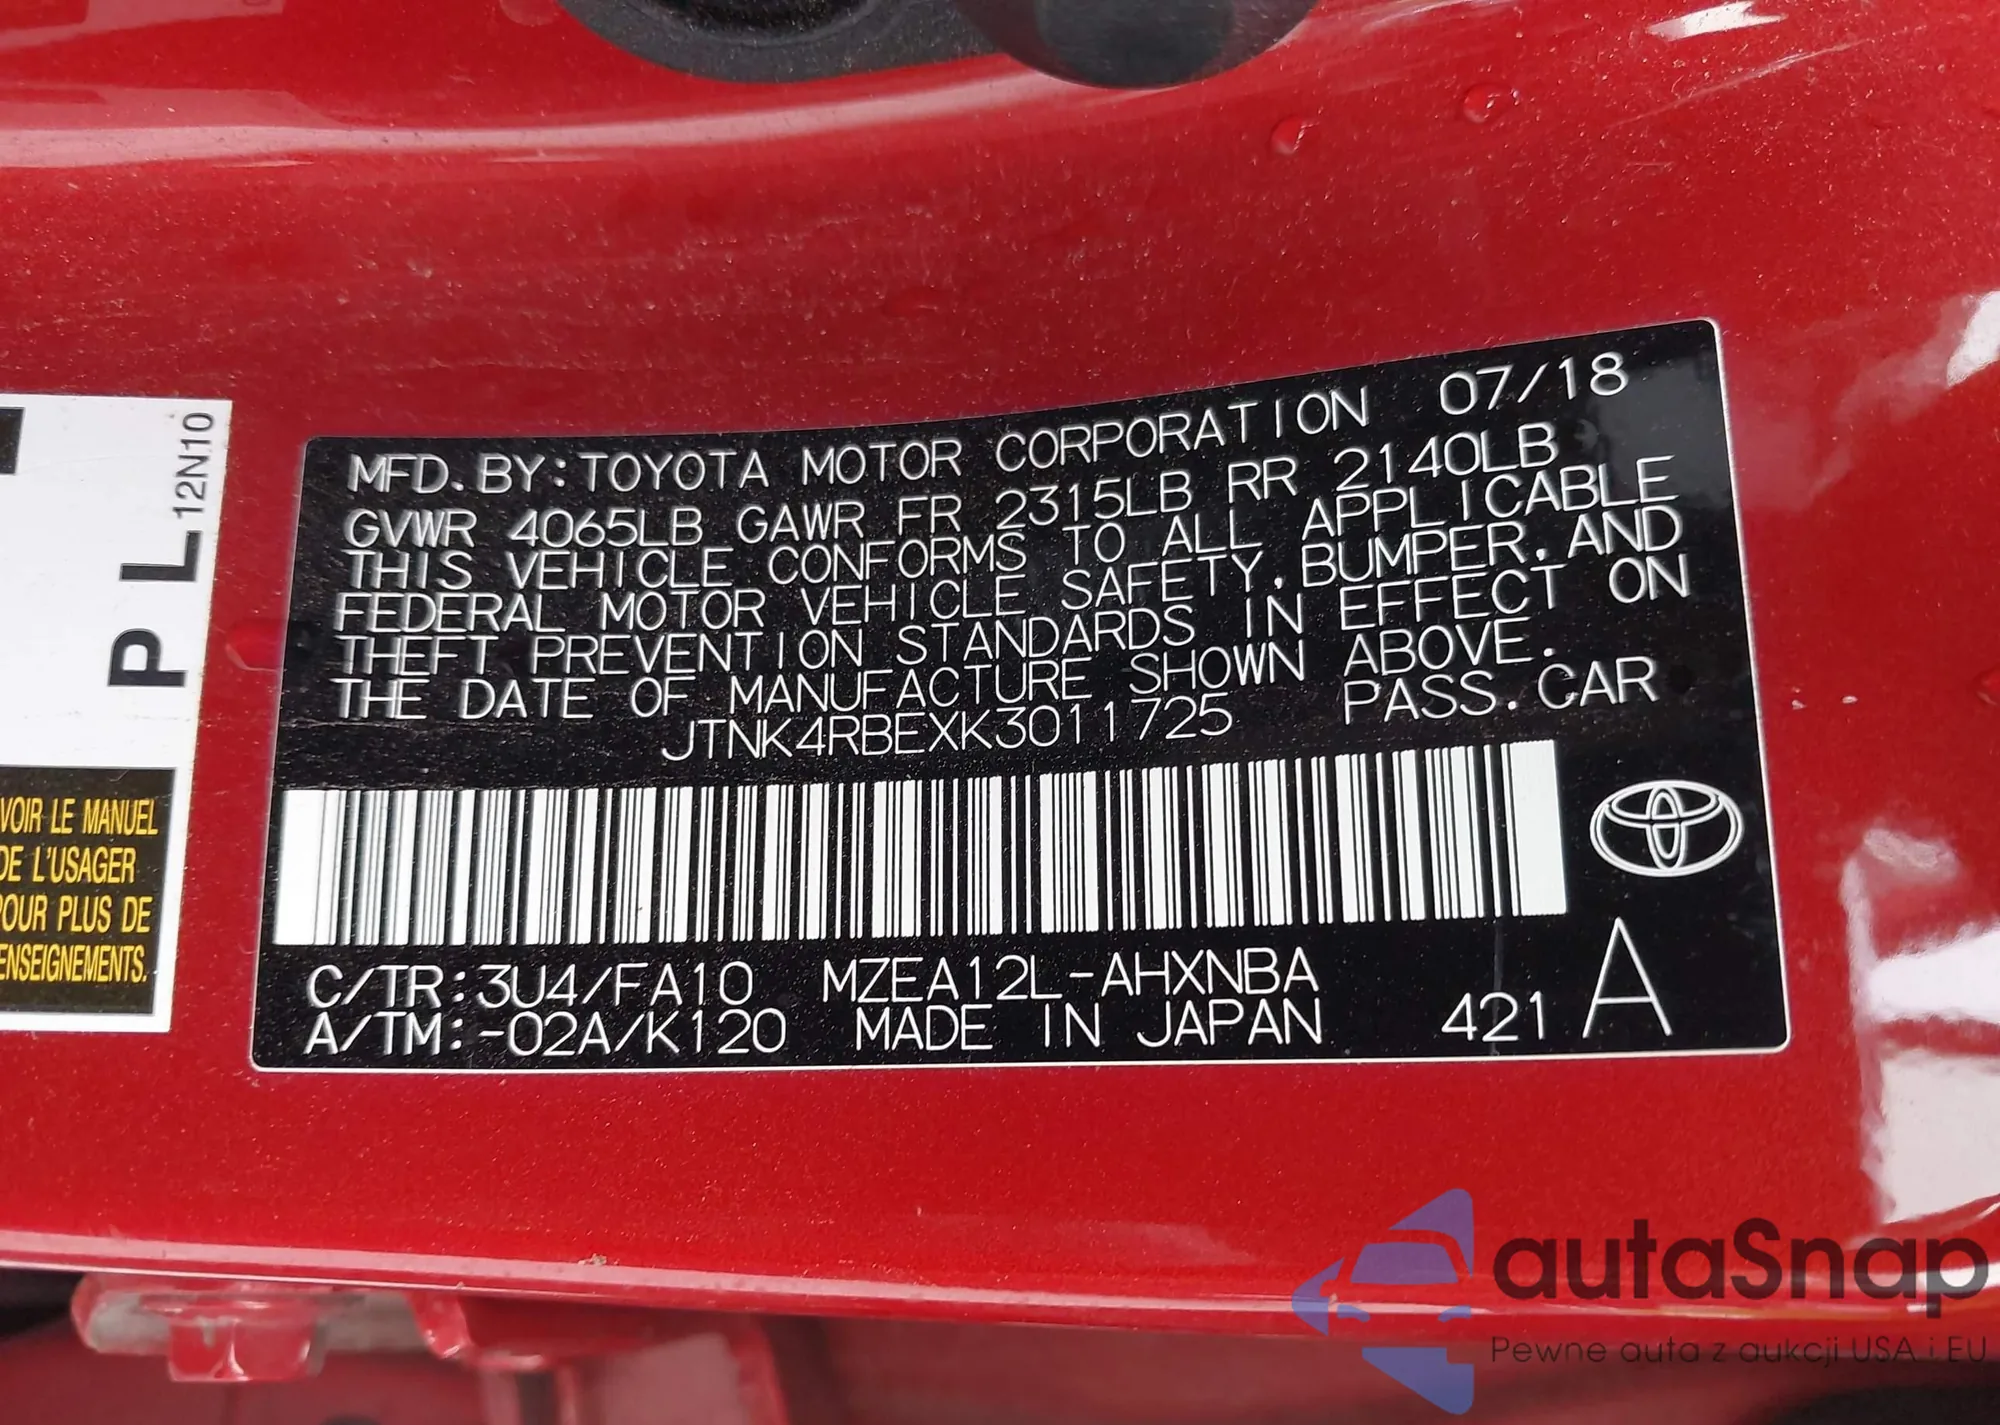 MFD. BY: TOYOTA MOTOR CORPORATION 07/18
GVWR 4065LB GAWR FR 2315LB RR 2140LB
THIS VEHICLE CONFORMS TO ALL APPLICABLE
FEDERAL MOTOR VEHICLE SAFETY, BUMPER, AND
THEFT PREVENTION STANDARDS IN EFFECT ON
THE DATE OF MANUFACTURE SHOWN ABOVE.
JTNK4RBEXK3011725 PASS. CAR
C/TR: 3U4/FA10 MZEA12L-AHXNBA
A/TM: -02A/K120 MADE IN JAPAN 421 A
P L 12N10
VOIR LE MANUEL
DE L'USAGER
POUR PLUS DE
autaSnap
Pewne auta z aukcji USA i EU